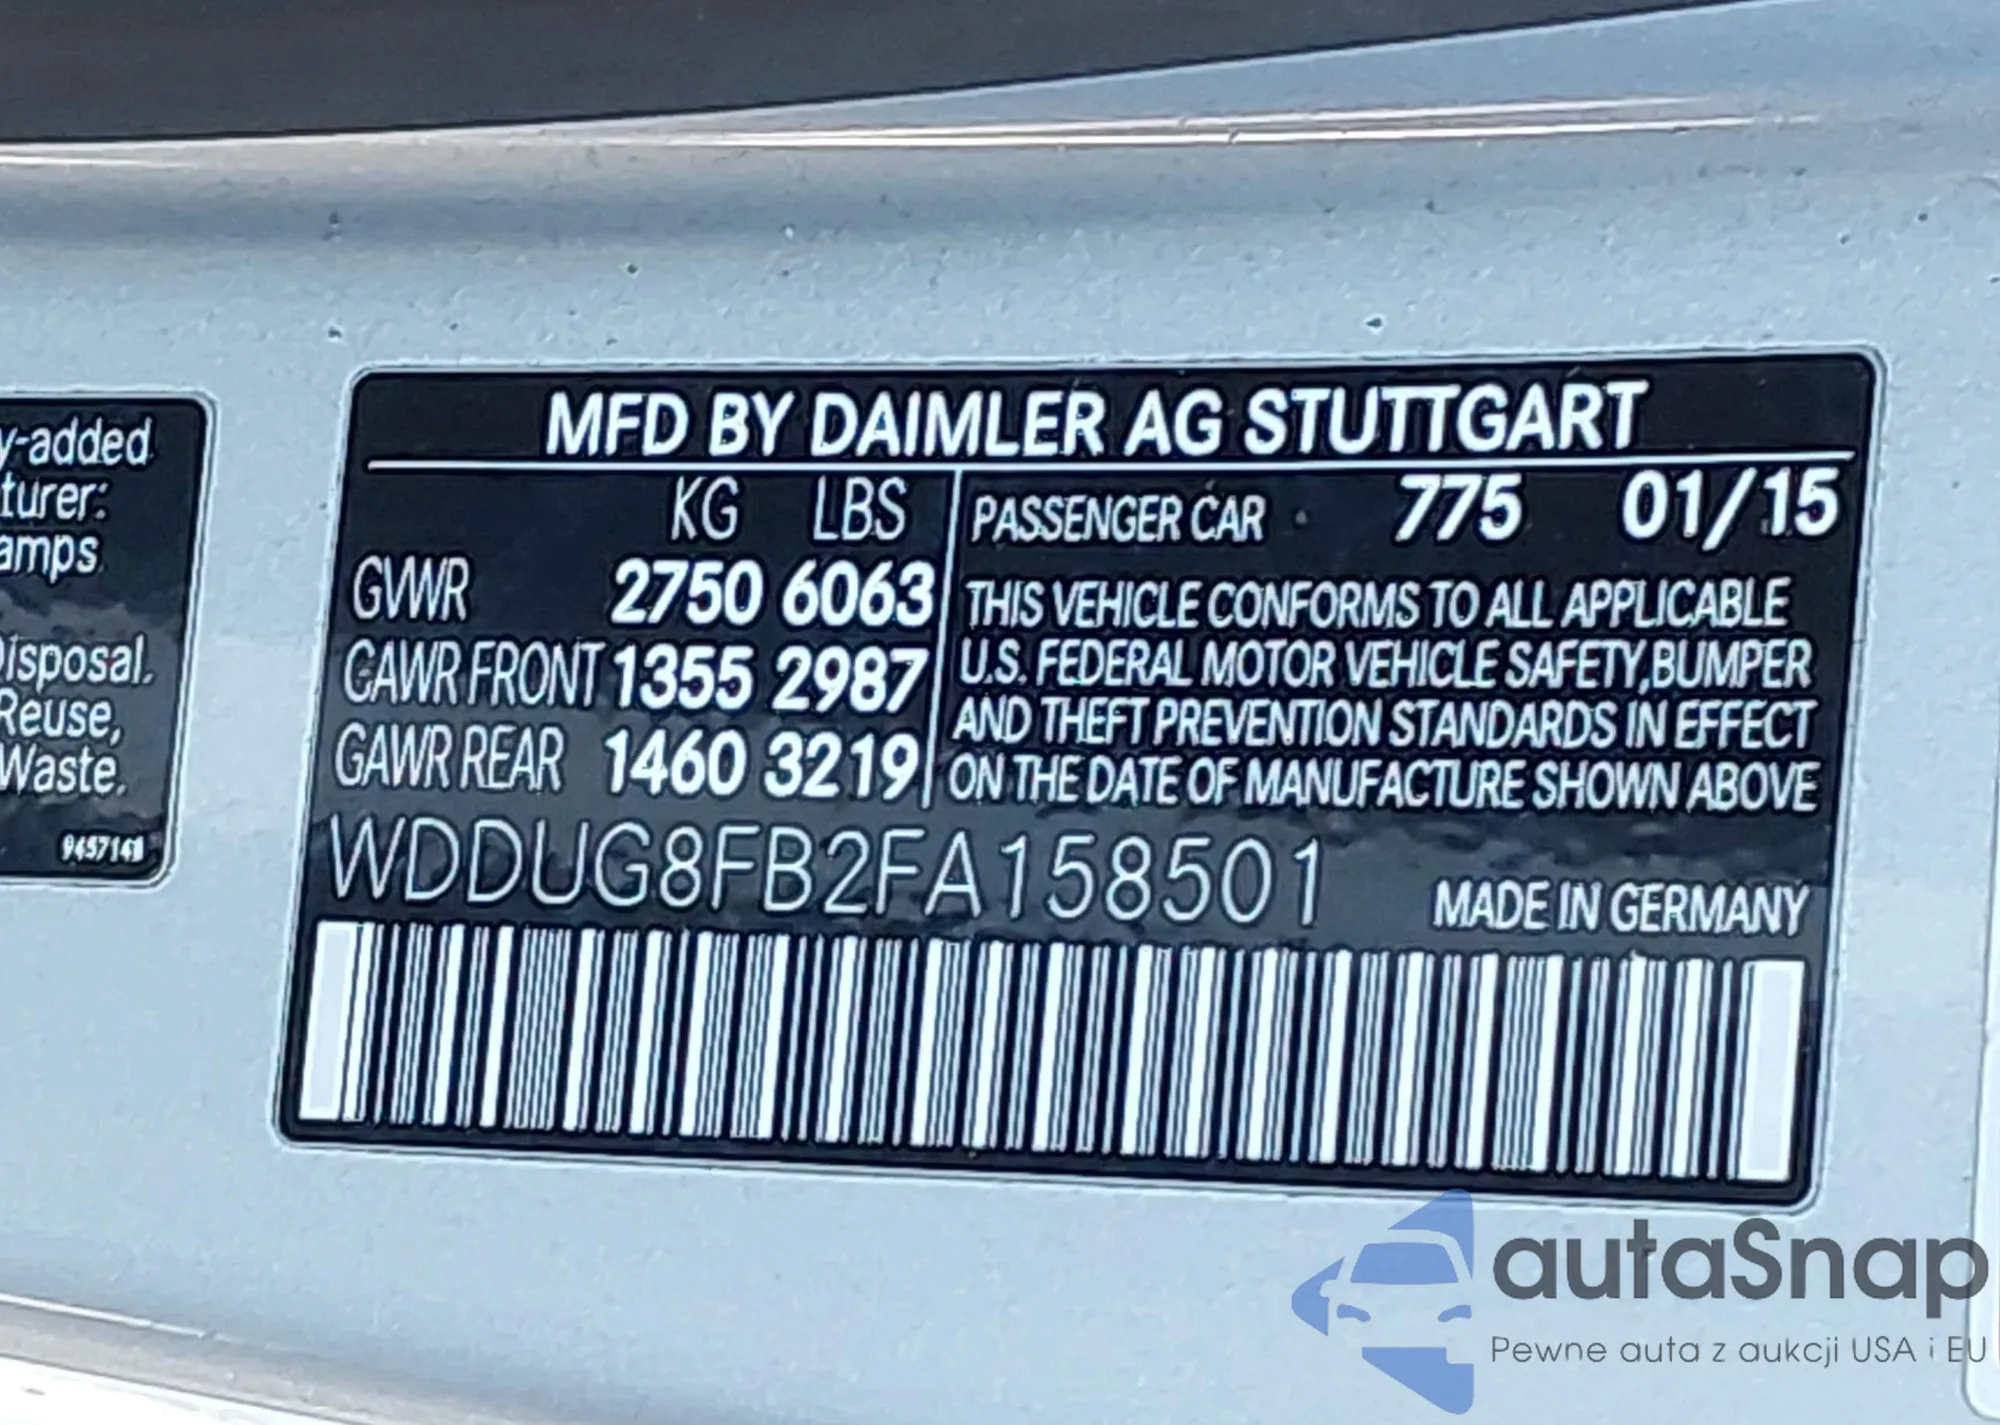 y-added
turer:
amps
Disposal.
Reuse,
Waste.
MFD BY DAIMLER AG STUTTGART
KG LBS
GVWR 2750 6063
GAWR FRONT 1355 2987
GAWR REAR 1460 3219
PASSENGER CAR 775 01/15
THIS VEHICLE CONFORMS TO ALL APPLICABLE
U.S. FEDERAL MOTOR VEHICLE SAFETY, BUMPER
AND THEFT PREVENTION STANDARDS IN EFFECT
ON THE DATE OF MANUFACTURE SHOWN ABOVE
WDDUG8FB2FA158501
MADE IN GERMANY
autaSnap
Pewne auta z aukcji USA i EU